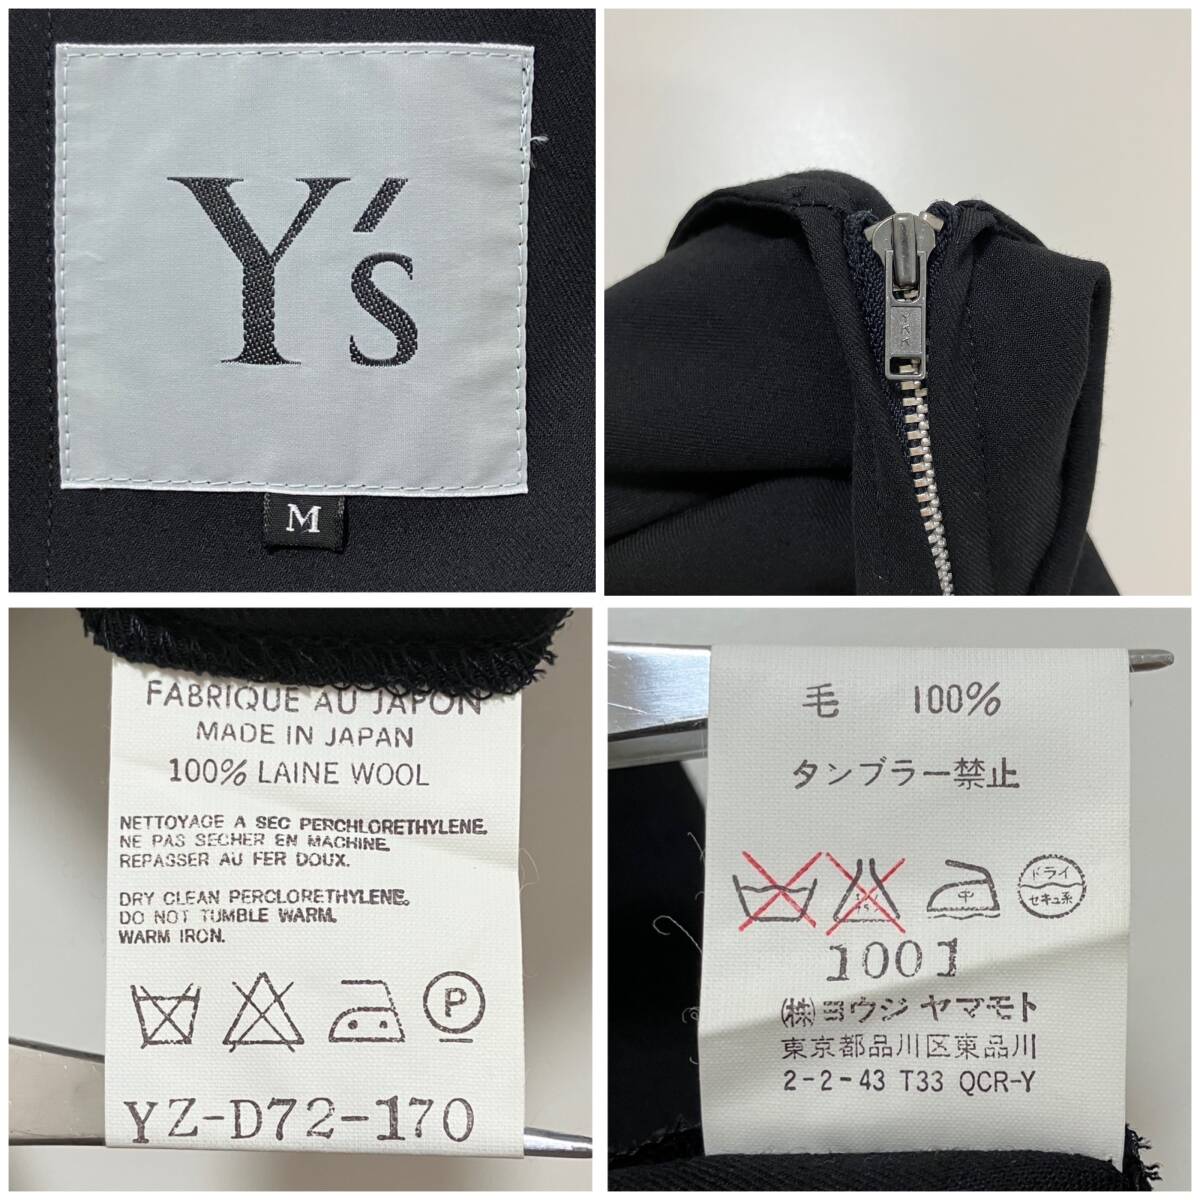 Y's
M
YKK
FABRIQUE AU JAPON
MADE IN JAPAN
100% LAINE WOOL
NETTOYAGE A SEC PERCHLORETHYLENE.
NE PAS SECHER EN MACHINE.
REPASSER AU FER DOUX.
DRY CLEAN PERCLORETHYLENE.
DO NOT TUMBLE WARM.
WARM IRON.
P
YZ-D72-170
毛 100%
タンブラー禁止
中
ドライ
セキュ系
1001
㈱ヨウジ ヤマモト
東京都品川区東品川
2-2-43 T33 QCR-Y